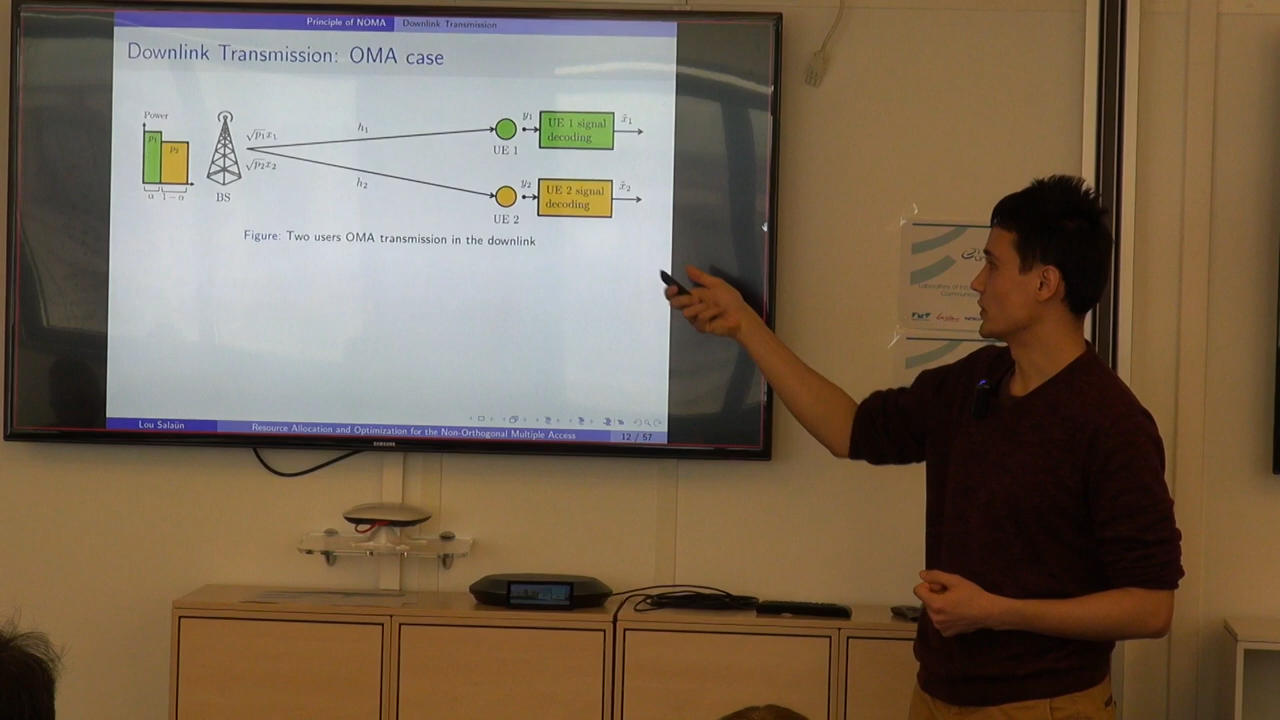 Principle of NOMA Downlink Transmission
Downlink Transmission: OMA case
Power
p₁
p₂
α 1 − α
BS
√p₁x₁
√p₂x₂
h₁
h₂
UE 1
y₁
UE 1 signal
decoding
x̃₁
UE 2
y₂
UE 2 signal
decoding
x̃₂
Figure: Two users OMA transmission in the downlink
Lou Salaün Resource Allocation and Optimization for the Non-Orthogonal Multiple Access 12 / 57
SAMSUNG